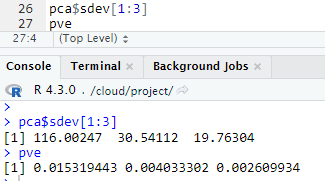 26 pca$sdev[1:3]
27 pve
27:4 (Top Level)
Console Terminal × Background Jobs ×
R 4.3.0 . /cloud/project/
>
> pca$sdev[1:3]
[1] 116.00247 30.54112 19.76304
> pve
[1] 0.015319443 0.004033302 0.002609934
>